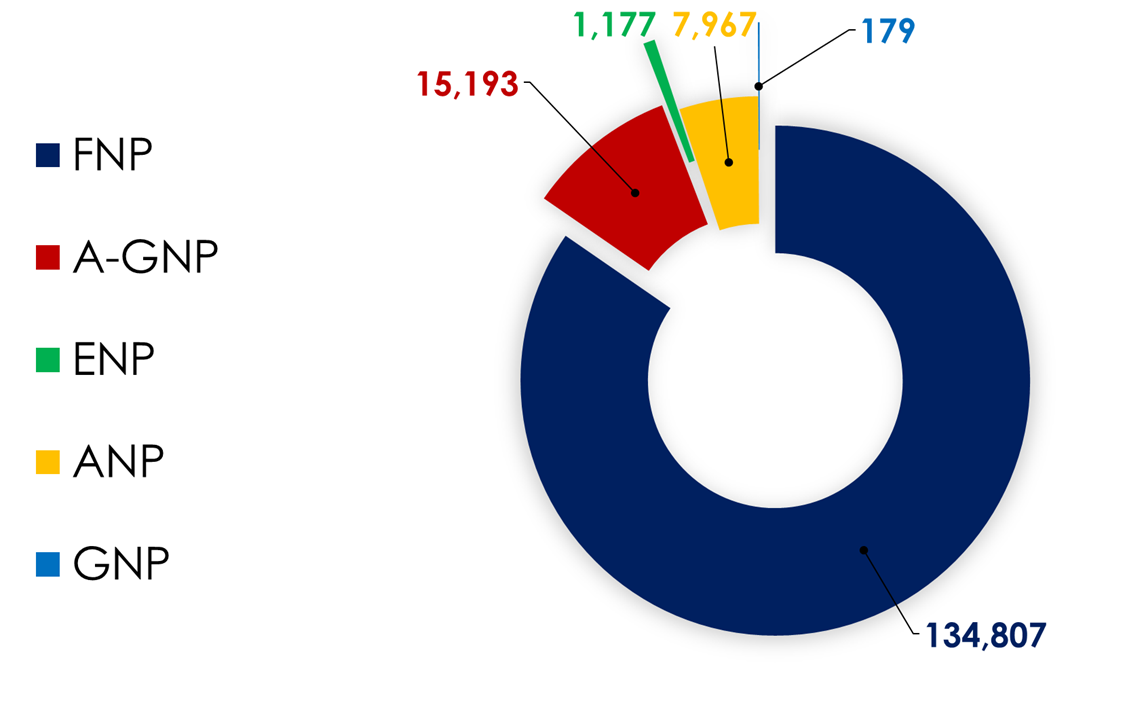 1,177 7,967
179
15,193
FNP
A-GNP
ENP
ANP
GNP
134,807